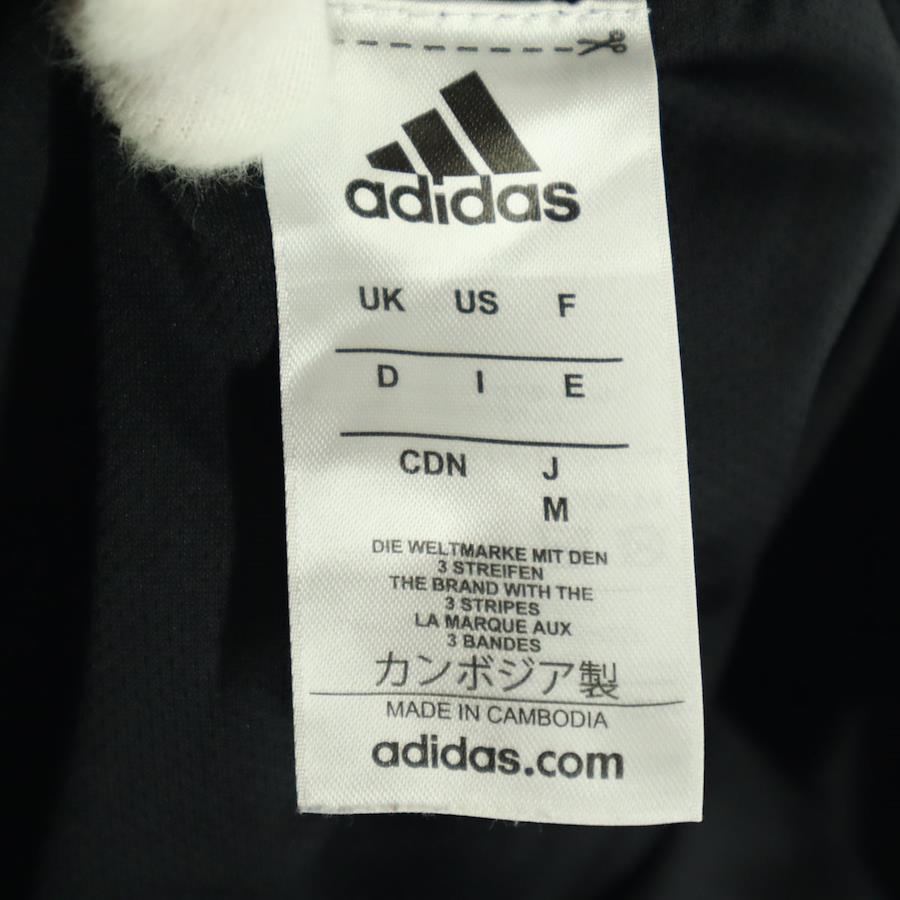 adidas
UK US F
D I E
CDN J
M
DIE WELTMARKE MIT DEN
3 STREIFEN
THE BRAND WITH THE
3 STRIPES
LA MARQUE AUX
3 BANDES
カンボジア製
MADE IN CAMBODIA
adidas.com